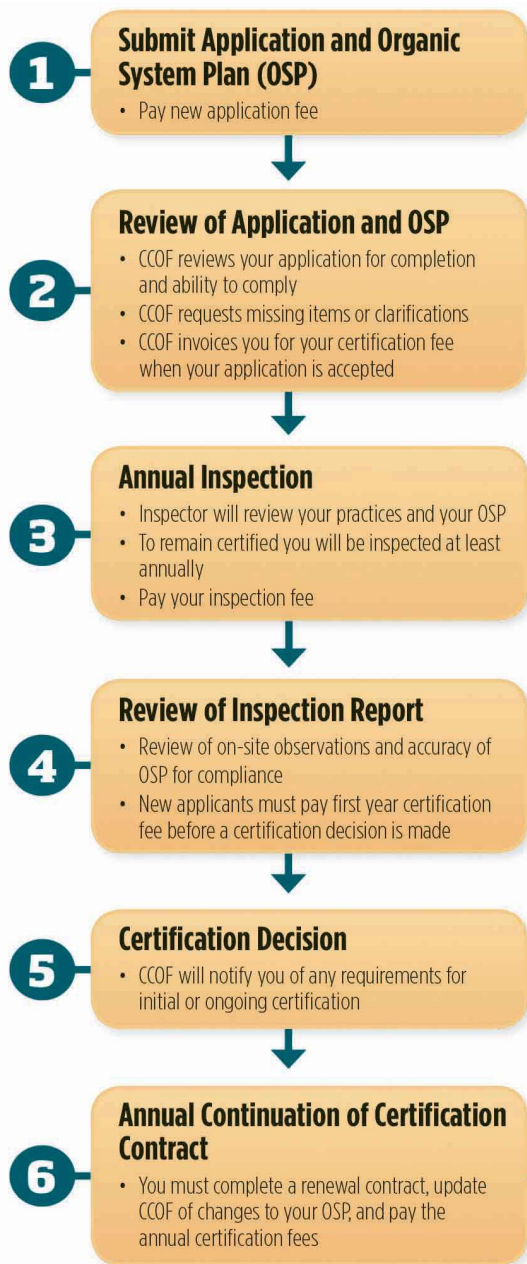 1
Submit Application and Organic
System Plan (OSP)
• Pay new application fee
2
Review of Application and OSP
• CCOF reviews your application for completion
and ability to comply
• CCOF requests missing items or clarifications
• CCOF invoices you for your certification fee
when your application is accepted
3
Annual Inspection
• Inspector will review your practices and your OSP
• To remain certified you will be inspected at least
annually
• Pay your inspection fee
4
Review of Inspection Report
• Review of on-site observations and accuracy of
OSP for compliance
• New applicants must pay first year certification
fee before a certification decision is made
5
Certification Decision
• CCOF will notify you of any requirements for
initial or ongoing certification
6
Annual Continuation of Certification
Contract
• You must complete a renewal contract, update
CCOF of changes to your OSP, and pay the
annual certification fees